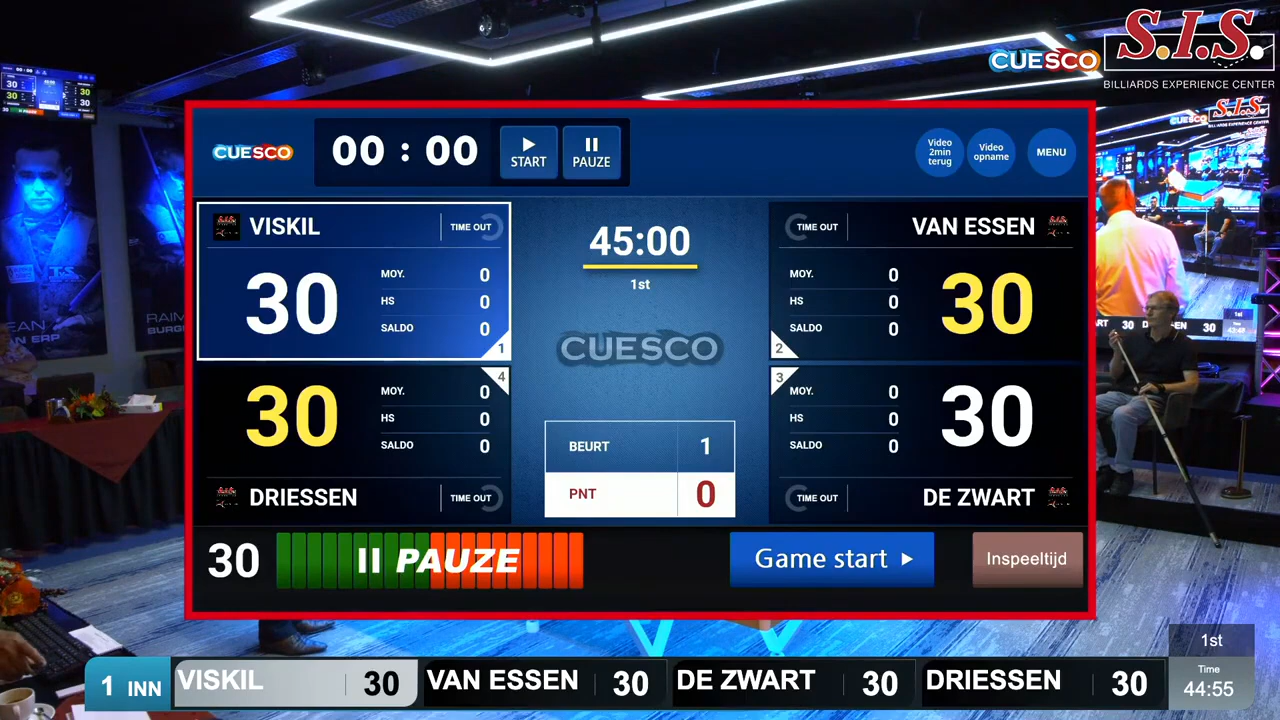 S.I.S.
CUESCO
BILLIARDS EXPERIENCE CENTER
CUESCO
00 : 00
START
PAUZE
Video
2min
terug
Video
opname
MENU
VISKIL
TIME OUT
30
MOY. 0
HS 0
SALDO 0
1
45:00
1st
CUESCO
TIME OUT
VAN ESSEN
MOY. 0
HS 0
SALDO 0
30
2
4
30
MOY. 0
HS 0
SALDO 0
DRIESSEN
TIME OUT
BEURT 1
PNT 0
3
MOY. 0
HS 0
SALDO 0
30
TIME OUT
DE ZWART
30
PAUZE
Game start
Inspeeltijd
1st
Time
44:55
1 INN
VISKIL 30
VAN ESSEN 30
DE ZWART 30
DRIESSEN 30